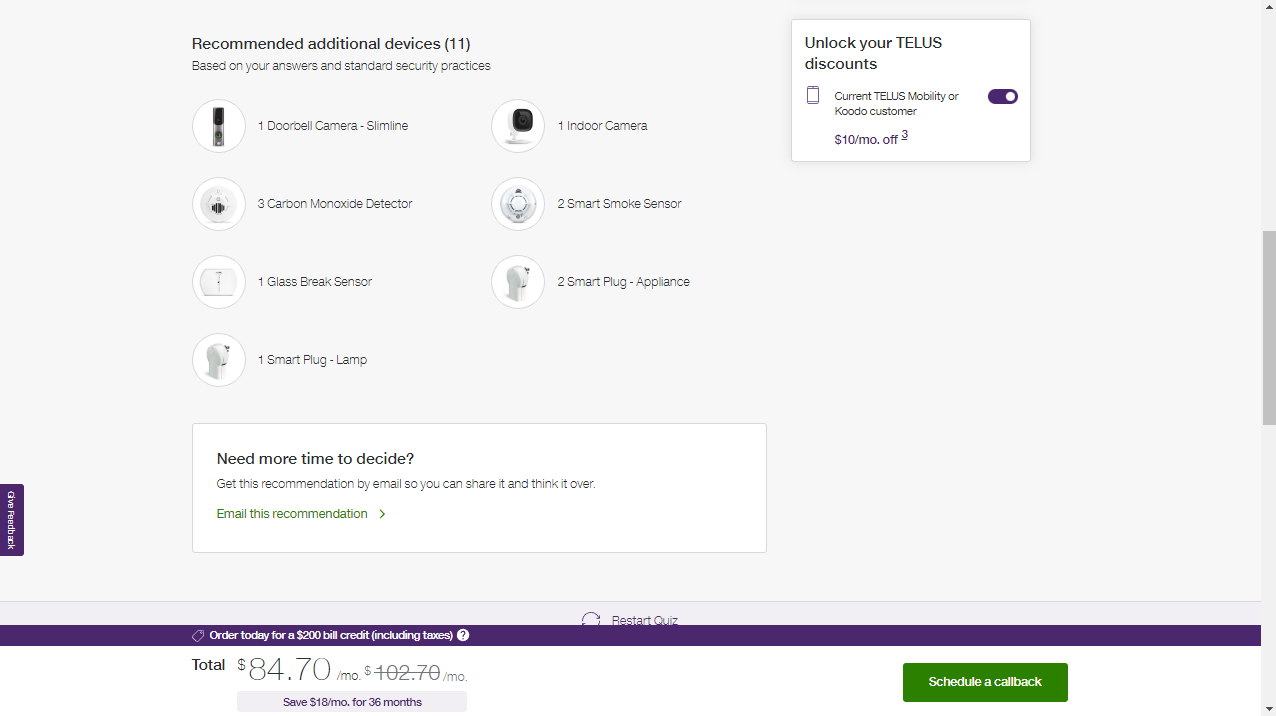 Recommended additional devices (11)
Based on your answers and standard security practices
1 Doorbell Camera - Slimline
1 Indoor Camera
3 Carbon Monoxide Detector
2 Smart Smoke Sensor
1 Glass Break Sensor
2 Smart Plug - Appliance
1 Smart Plug - Lamp
Need more time to decide?
Get this recommendation by email so you can share it and think it over.
Email this recommendation
Unlock your TELUS
discounts
Current TELUS Mobility or
Koodo customer
$10/mo. off 3
Give Feedback
Restart Quiz
Order today for a $200 bill credit (including taxes) ?
Total $84.70 /mo. $102.70 /mo.
Save $18/mo. for 36 months
Schedule a callback